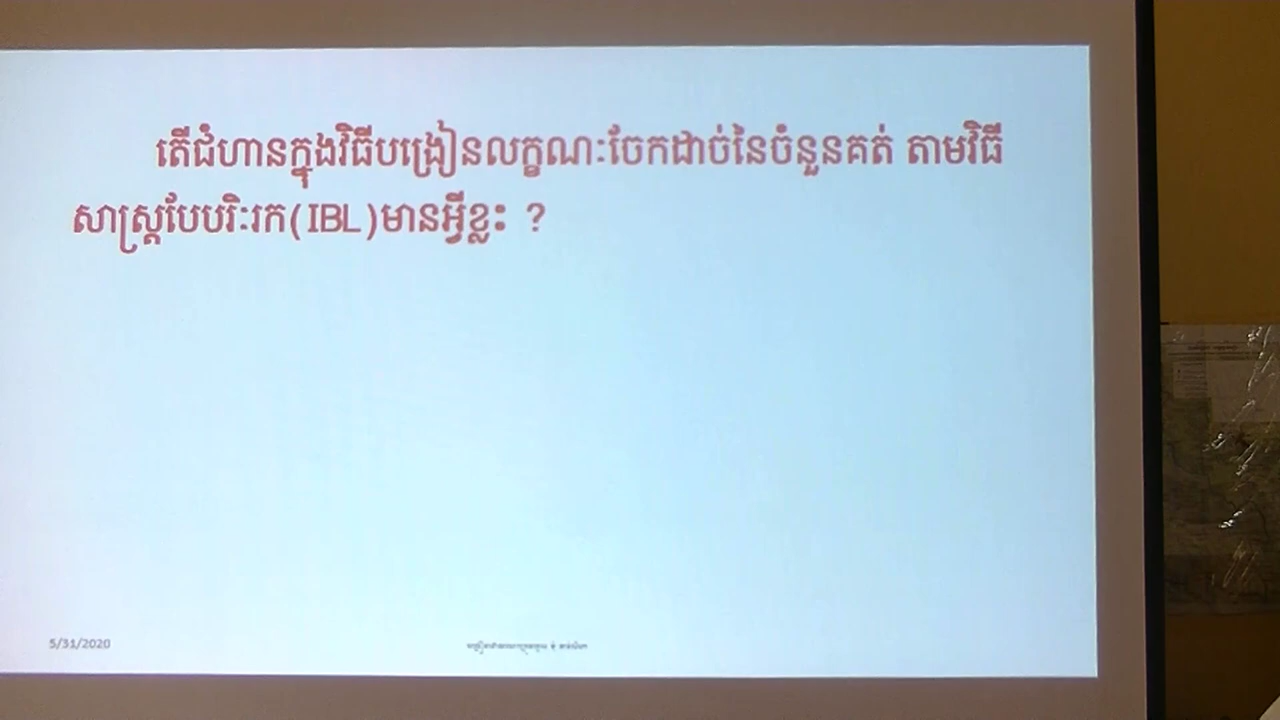 តើជំហានក្នុងវិធីបង្រៀនលក្ខណៈចែកដាច់នៃចំនួនគត់ តាមវិធី
សាស្ត្របែបរិះរក(IBL)មានអ្វីខ្លះ ?
5/31/2020